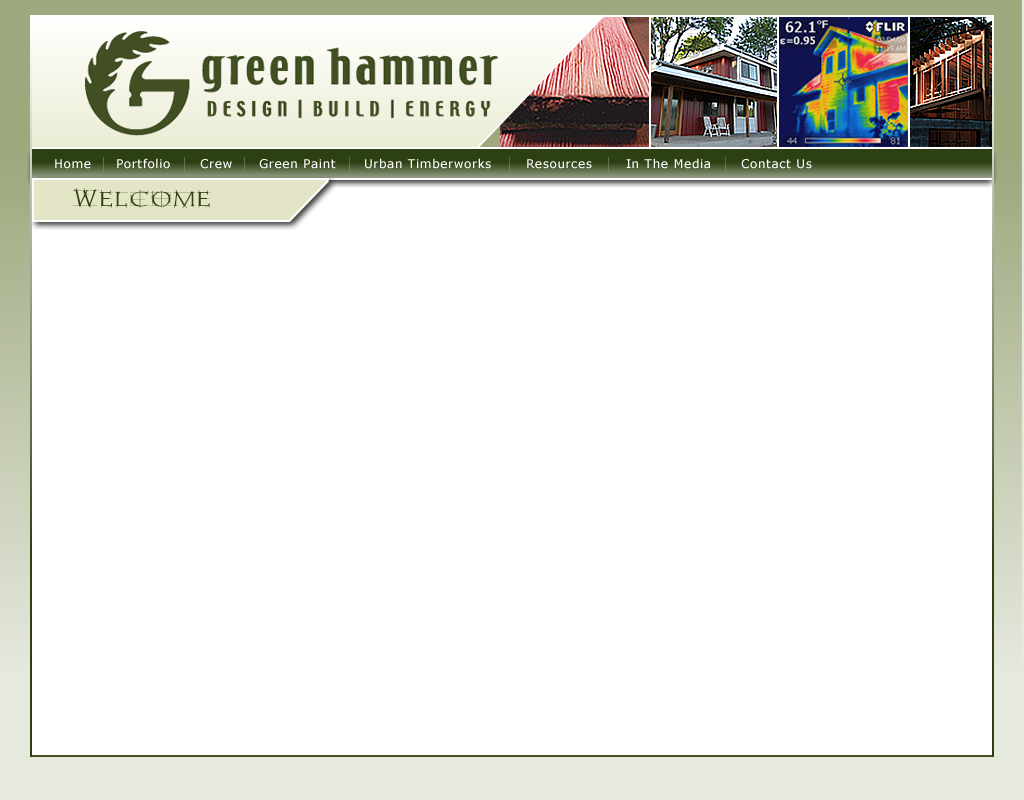 green hammer
DESIGN | BUILD | ENERGY
62.1°F
ε=0.95
FLIR
44
81
Home
Portfolio
Crew
Green Paint
Urban Timberworks
Resources
In The Media
Contact Us
WELCOME